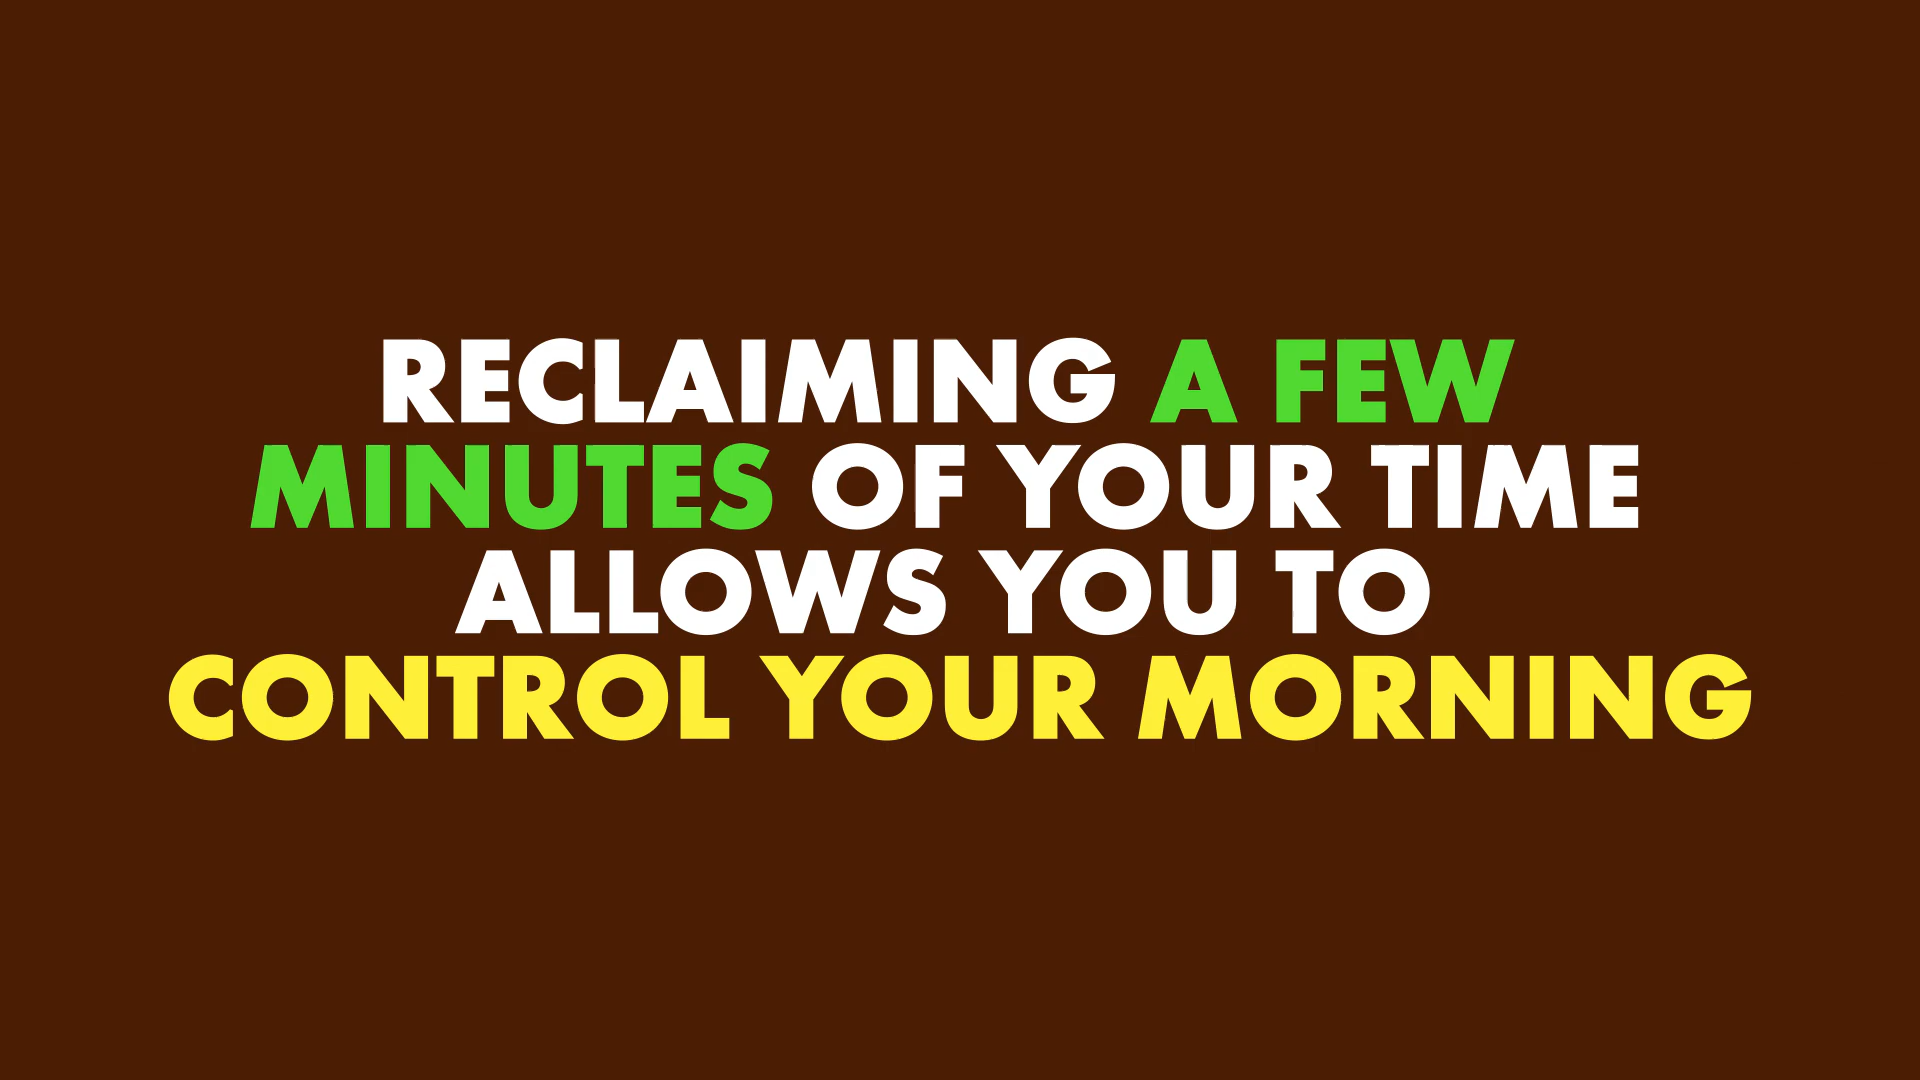 RECLAIMING A FEW
MINUTES OF YOUR TIME
ALLOWS YOU TO
CONTROL YOUR MORNING